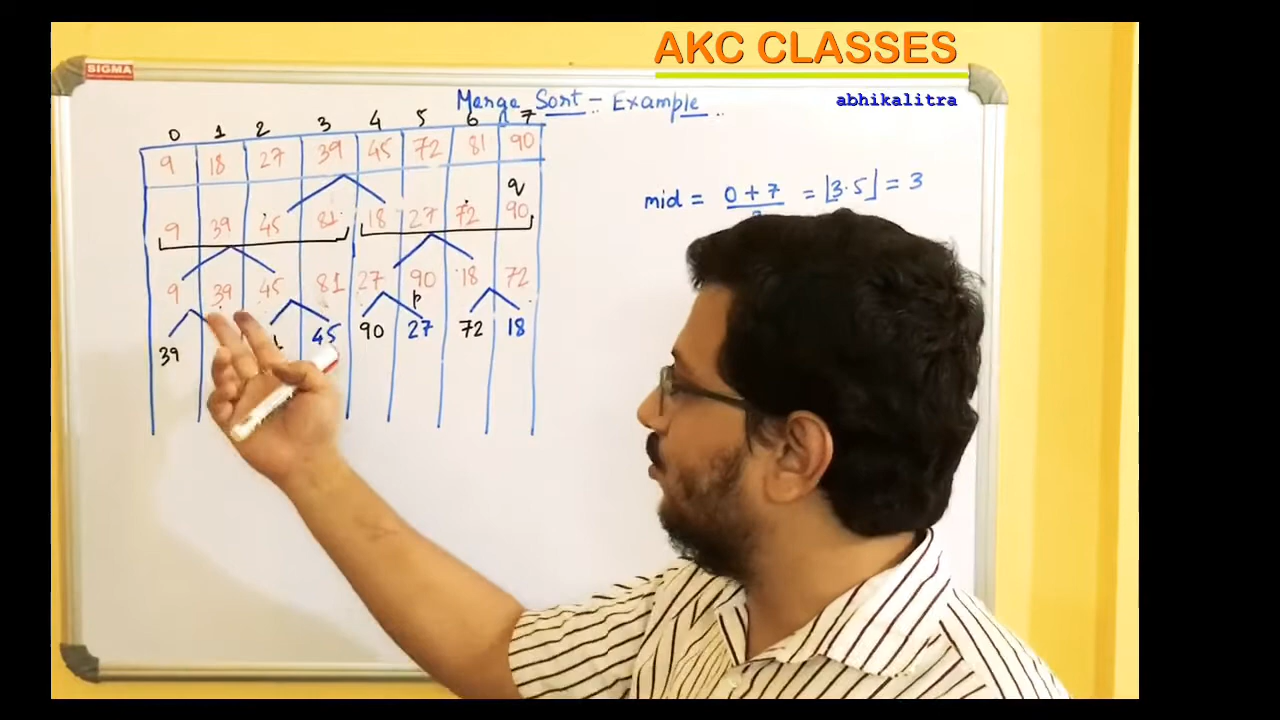 AKC CLASSES
SIGMA
Merge Sort - Example
abhikalitra
0 1 2 3 4 5 6 7
9 18 27 39 45 72 81 90
mid = 0 + 7 = ⌊3.5⌋ = 3
q
9 39 45 81 18 27 72 90
9 39 45 81 27 90 18 72
p
39 45 90 27 72 18